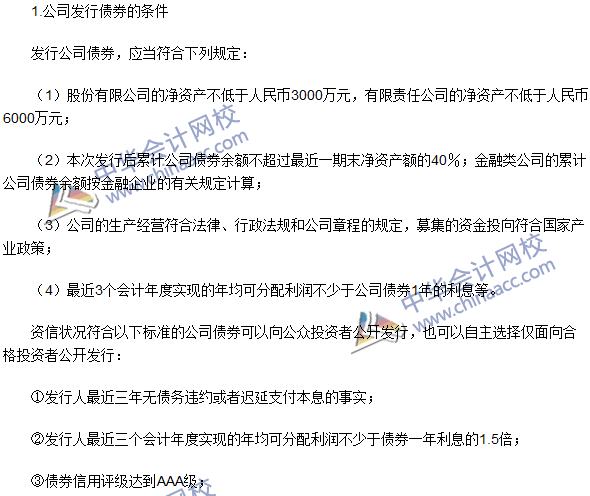 1.公司发行债券的条件
发行公司债券，应当符合下列规定：
（1）股份有限公司的净资产不低于人民币3000万元，有限责任公司的净资产不低于人民币
6000万元；
（2）本次发行后累计公司债券余额不超过最近一期末净资产额的40%；金融类公司的累计
公司债券余额按金融企业的有关规定计算；
（3）公司的生产经营符合法律、行政法规和公司章程的规定，募集的资金投向符合国家产
业政策；
（4）最近3个会计年度实现的年均可分配利润不少于公司债券1年的利息等。
资信状况符合以下标准的公司债券可以向公众投资者公开发行，也可以自主选择仅面向合
格投资者公开发行：
①发行人最近三年无债务违约或者迟延支付本息的事实；
②发行人最近三个会计年度实现的年均可分配利润不少于债券一年利息的1.5倍；
③债券信用评级达到AAA级；
中华会计网校
www.chinaacc.com
中华会计网校
www.chinaacc.com
网校